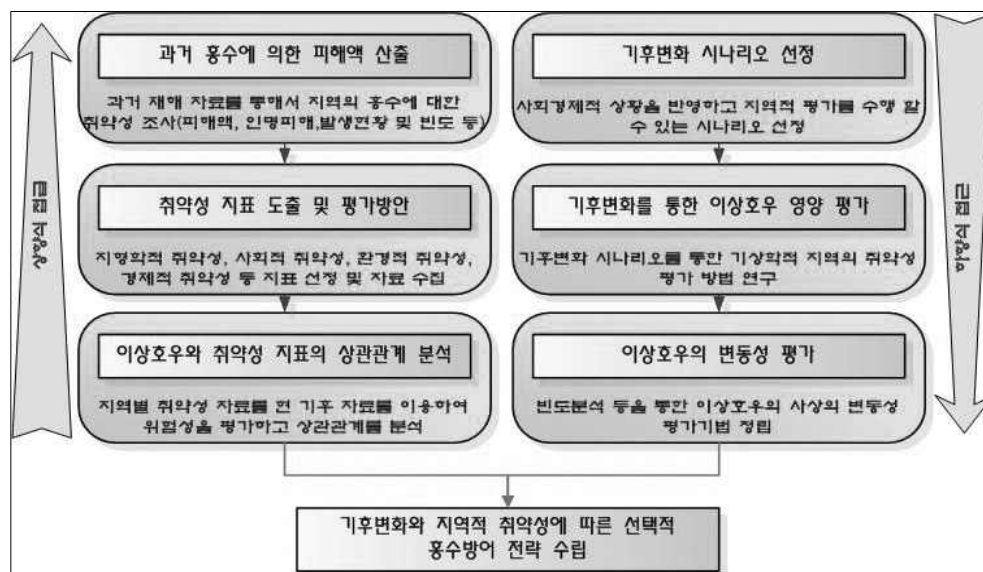 과거 홍수에 의한 피해액 산출
과거 재해 자료를 통해서 지역의 홍수에 대한
취약성 조사(피해액, 인명피해,발생현황 및 빈도 등)
취약성 지표 도출 및 평가방안
지형학적 취약성, 사회적 취약성, 환경적 취약성,
경제적 취약성 등 지표 선정 및 자료 수집
이상호우와 취약성 지표의 상관관계 분석
지역별 취약성 자료를 현 기후 자료를 이용하여
위험성을 평가하고 상관관계를 분석
기후변화 시나리오 선정
사회경제적 상황을 반영하고 지역적 평가를 수행 할
수 있는 시나리오 선정
기후변화를 통한 이상호우 영양 평가
기후변화 시나리오를 통한 기상학적 지역의 취약성
평가 방법 연구
이상호우의 변동성 평가
빈도분석 등을 통한 이상호우의 사상의 변동성
평가기법 정립
기후변화와 지역적 취약성에 따른 선택적
홍수방어 전략 수립
상향식 접근
하향식 접근